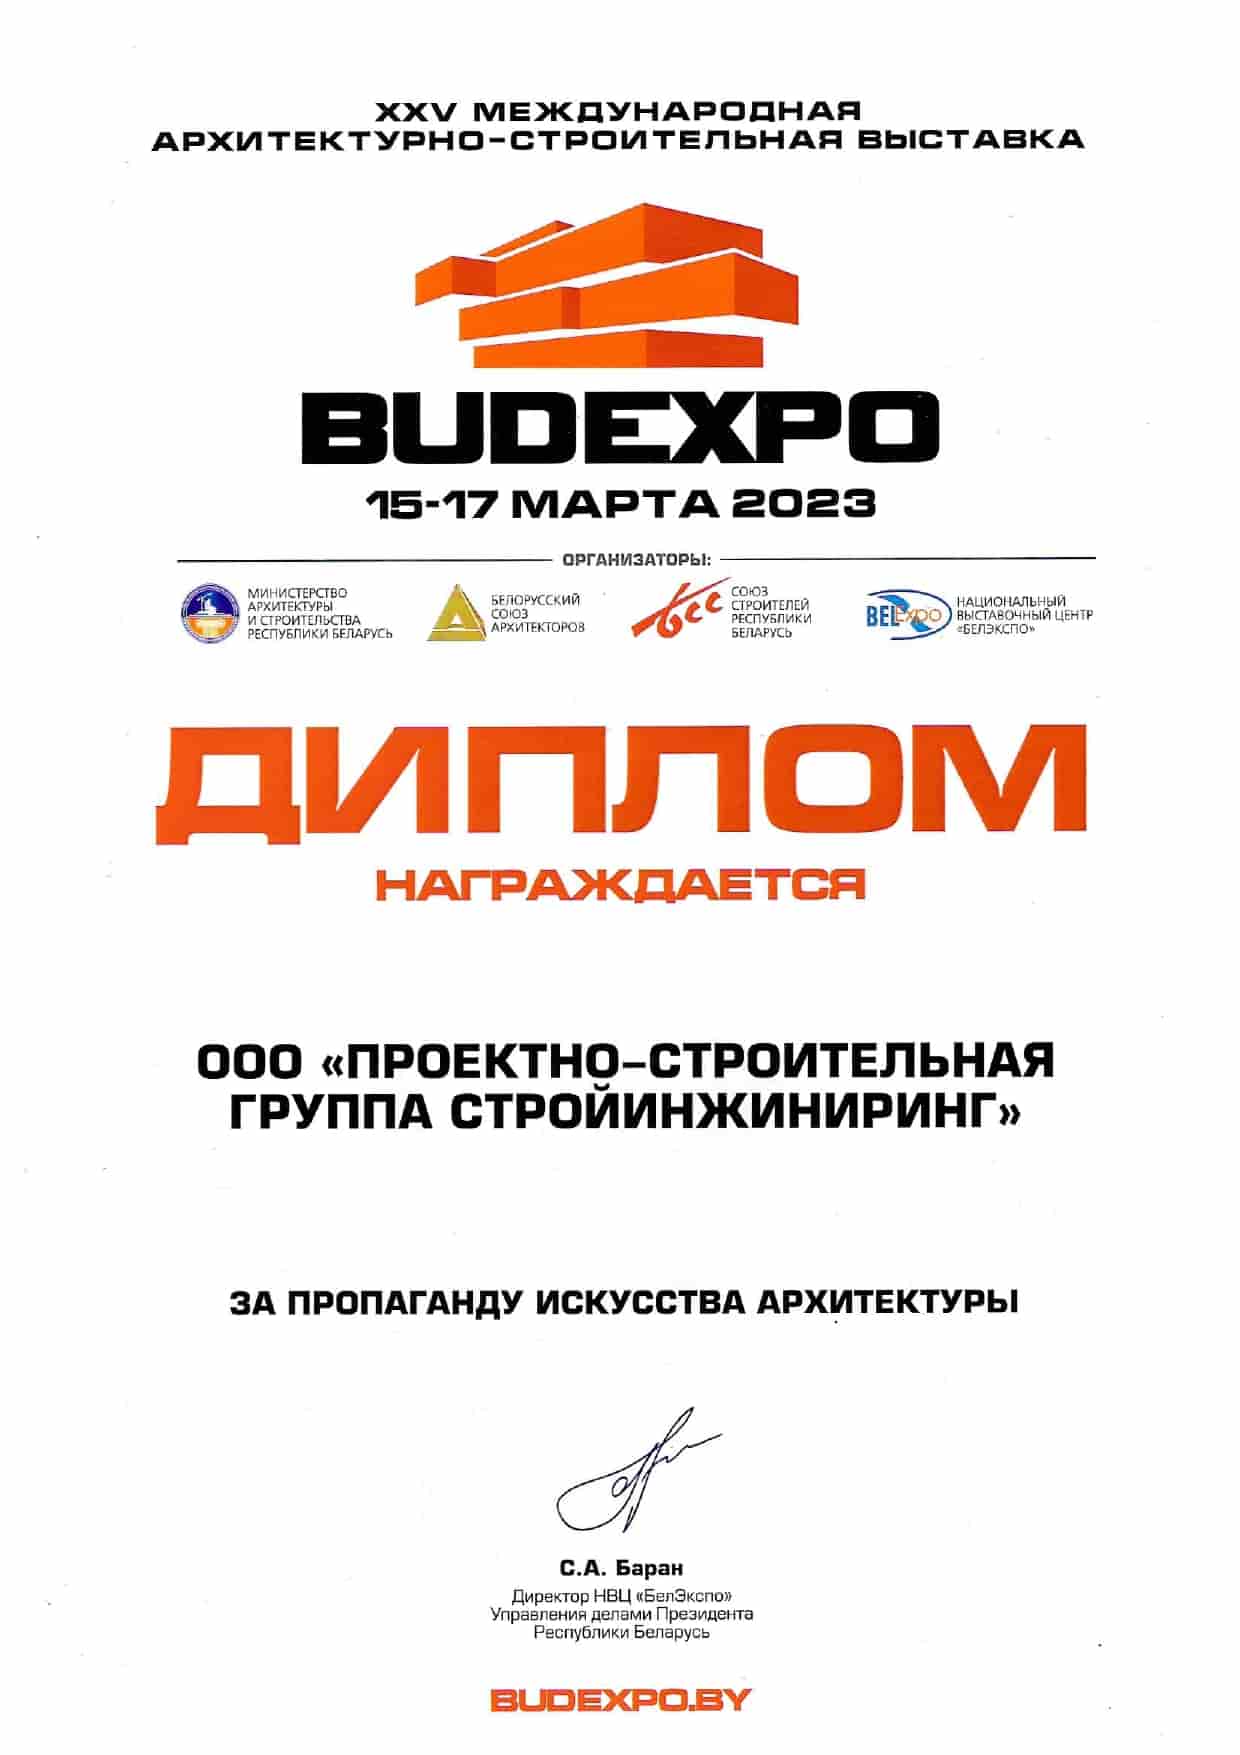 XXV МЕЖДУНАРОДНАЯ
АРХИТЕКТУРНО-СТРОИТЕЛЬНАЯ ВЫСТАВКА
BUDEXPO
15-17 МАРТА 2023
ОРГАНИЗАТОРЫ:
МИНИСТЕРСТВО
АРХИТЕКТУРЫ
И СТРОИТЕЛЬСТВА
РЕСПУБЛИКИ БЕЛАРУСЬ
БЕЛОРУССКИЙ
СОЮЗ
АРХИТЕКТОРОВ
бсс
СОЮЗ
СТРОИТЕЛЕЙ
РЕСПУБЛИКИ
БЕЛАРУСЬ
BELEXPO
НАЦИОНАЛЬНЫЙ
ВЫСТАВОЧНЫЙ ЦЕНТР
«БЕЛЭКСПО»
ДИПЛОМ
НАГРАЖДАЕТСЯ
ООО «ПРОЕКТНО-СТРОИТЕЛЬНАЯ
ГРУППА СТРОЙИНЖИНИРИНГ»
ЗА ПРОПАГАНДУ ИСКУССТВА АРХИТЕКТУРЫ
С.А. Баран
Директор НВЦ «БелЭкспо»
Управления делами Президента
Республики Беларусь
BUDEXPO.BY